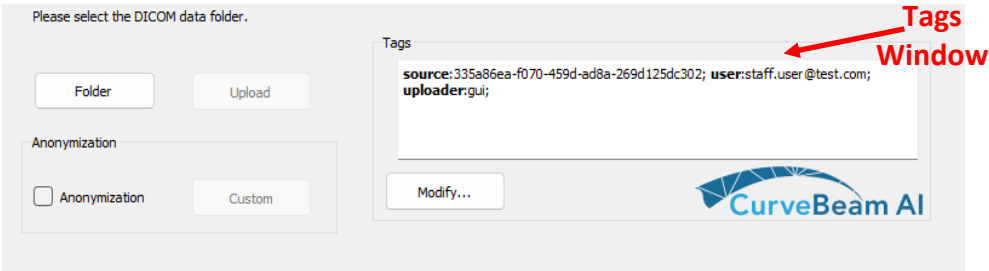 Please select the DICOM data folder.
Folder
Upload
Anonymization
Anonymization
Custom
Tags
source:335a86ea-f070-459d-ad8a-269d125dc302; user:staff.user@test.com;
uploader:gui;
Modify...
CurveBeam AI
Tags
Window